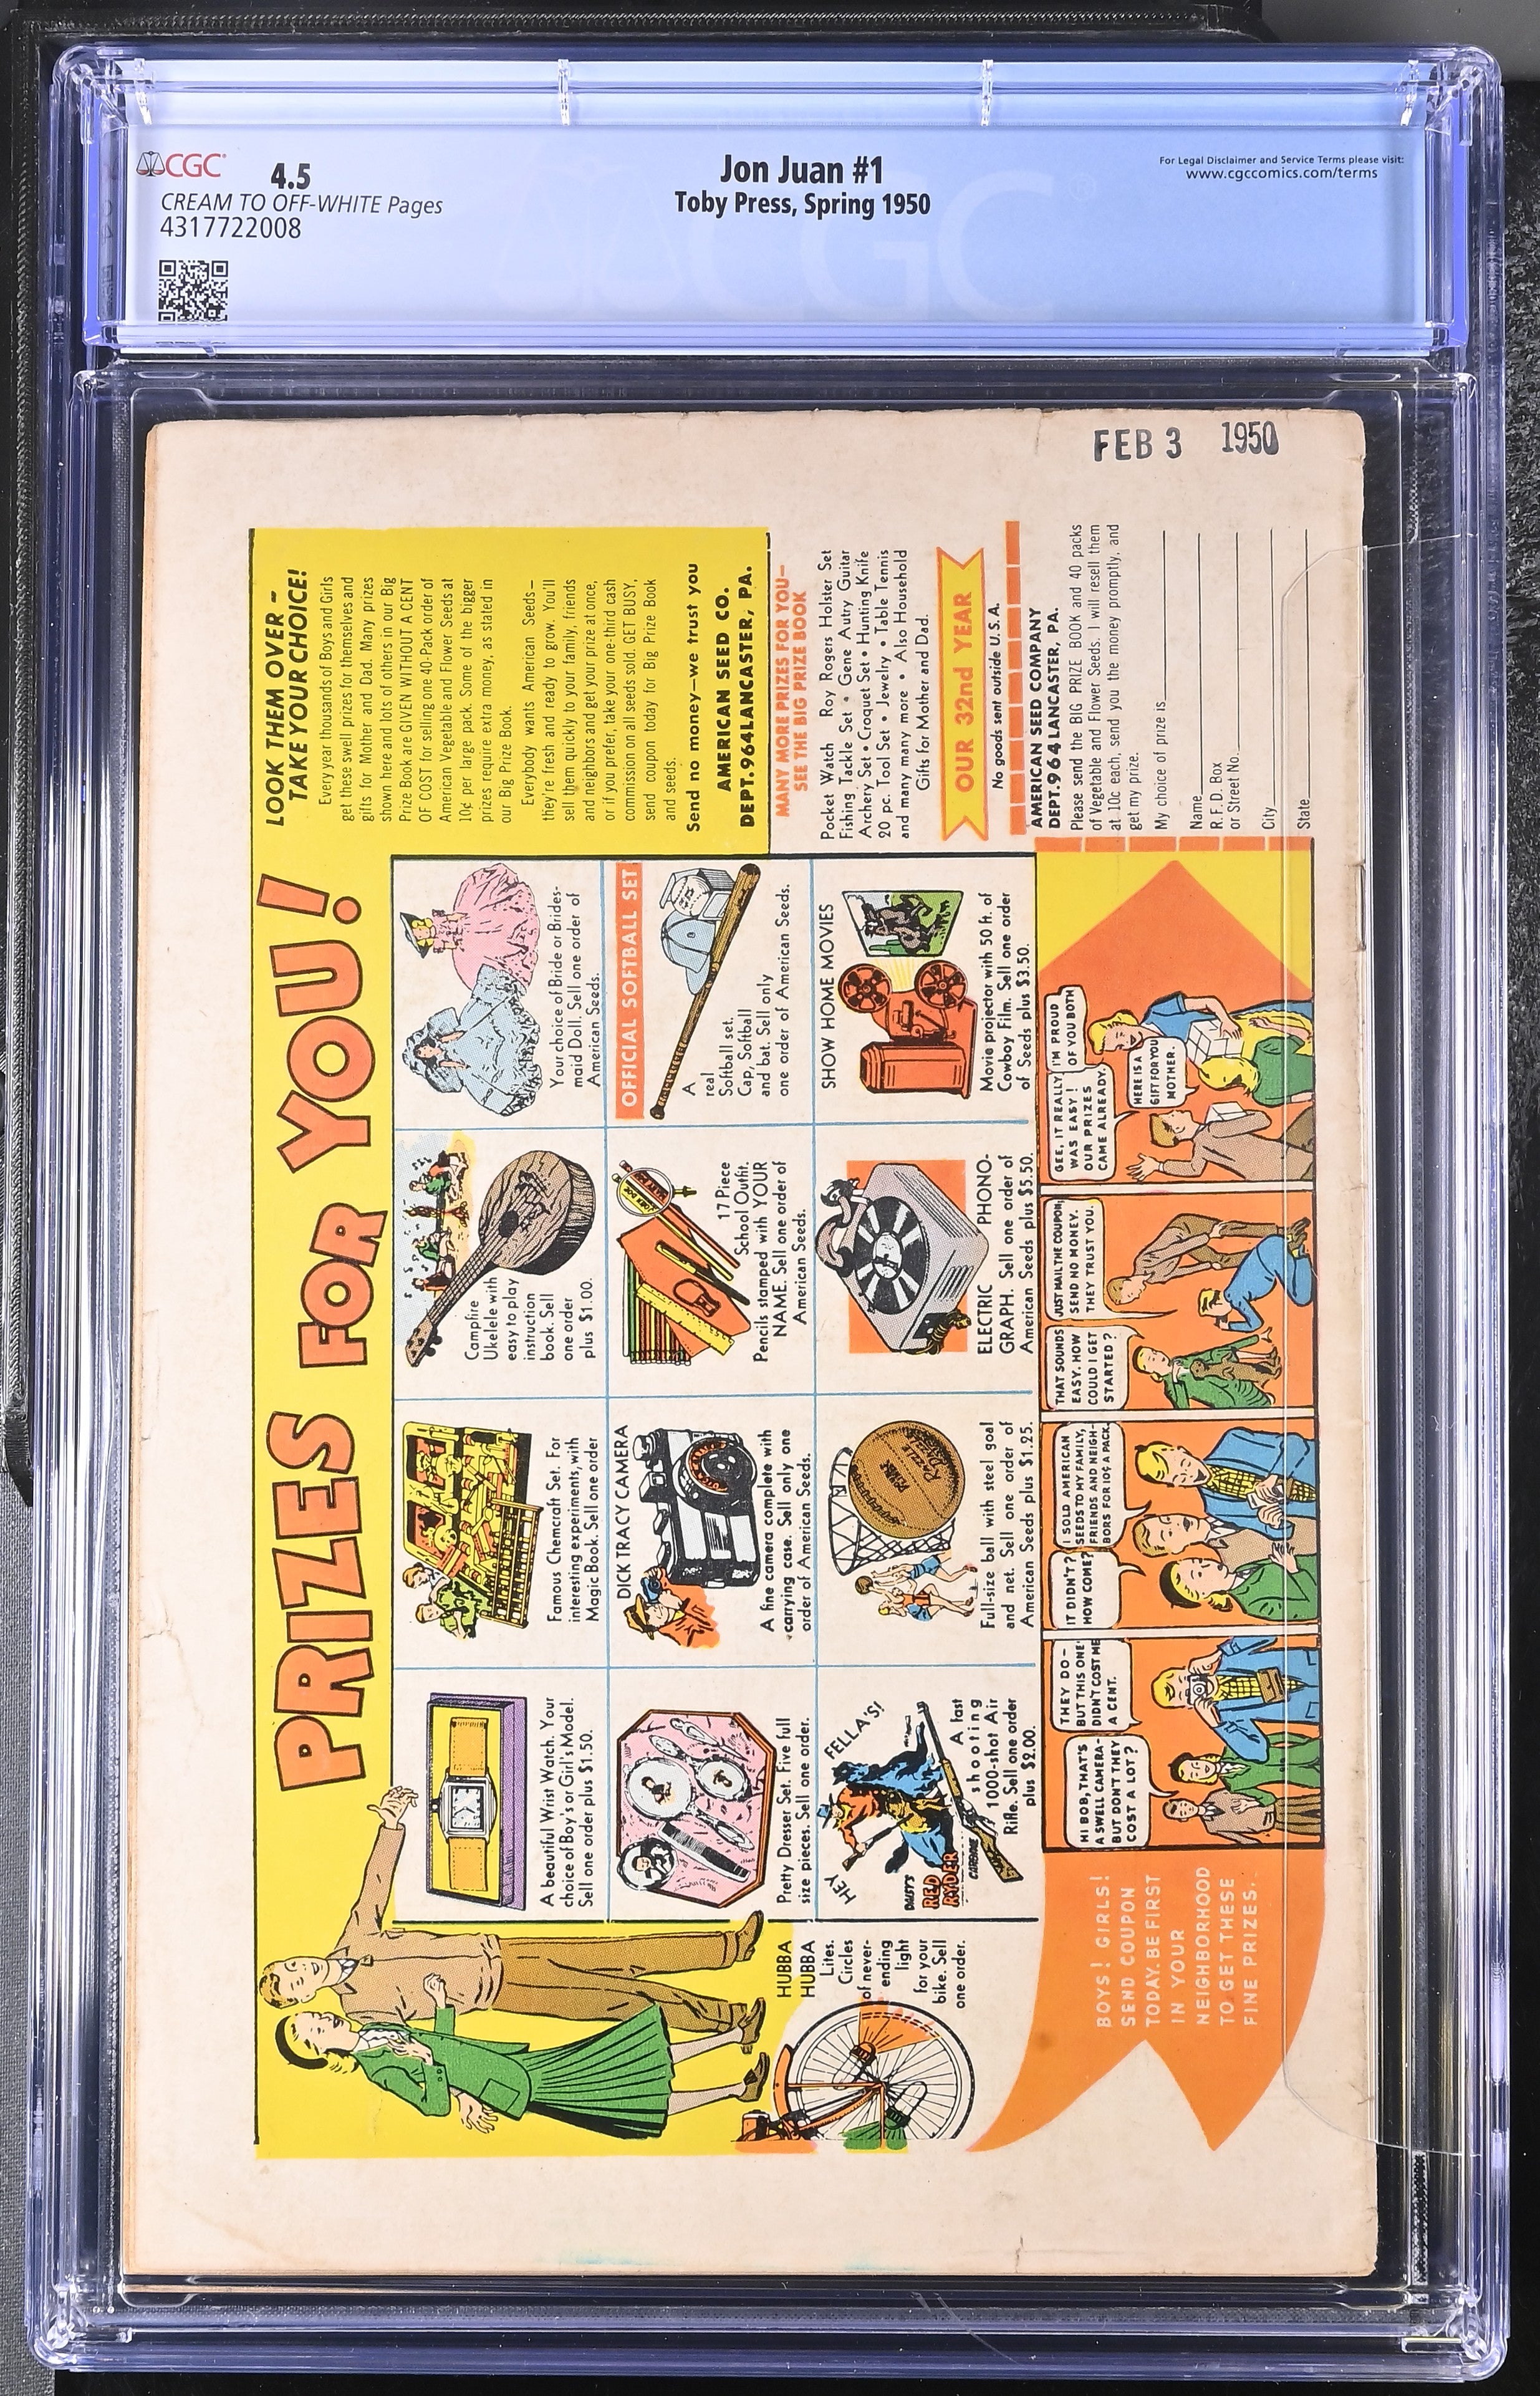 CGC
4.5
CREAM TO OFF-WHITE Pages
4317722008
Jon Juan #1
Toby Press, Spring 1950
For Legal Disclaimer and Service Terms please visit:
www.cgccomics.com/terms
FEB 3 1950
PRIZES FOR YOU!
LOOK THEM OVER –
TAKE YOUR CHOICE!
Every year thousands of Boys and Girls
get these swell prizes for themselves and
gifts for Mother and Dad. Many prizes
shown here and lots of others in our Big
Prize Book are GIVEN WITHOUT A CENT
OF COST for selling one 40-Pack order of
American Vegetable and Flower Seeds at
10¢ per large pack. Some of the bigger
prizes require extra money, as stated in
our Big Prize Book.
Everybody wants American Seeds –
they're fresh and ready to grow. You'll
sell them quickly to your family, friends
and neighbors and get your prize at once,
or if you prefer, take your one-third cash
commission on all seeds sold. GET BUSY,
send coupon today for Big Prize Book
and seeds.
Send no money—we trust you
AMERICAN SEED CO.
DEPT.964 LANCASTER, PA.
A beautiful Wrist Watch. Your
choice of Boy's or Girl's Model.
Sell one order plus $1.50.
Famous Chemcraft Set. For
interesting experiments, with
Magic Book. Sell one order
Campfire
Ukelele with
easy to play
instruction
book. Sell
one order
plus $1.00.
Your choice of Bride or Brides-
maid Doll. Sell one order of
American Seeds.
Pretty Dresser Set. Five full
size pieces. Sell one order.
DICK TRACY CAMERA
A fine camera complete with
carrying case. Sell only one
order of American Seeds.
17 Piece
School Outfit.
Pencils stamped with YOUR
NAME. Sell one order of
American Seeds.
OFFICIAL SOFTBALL SET
A
real
Softball set.
Cap, Softball
and bat. Sell only
one order of American Seeds.
HUBBA
HUBBA
Lites.
Circles
of never-
ending
light
for your
bike. Sell
one order.
HEY FELLA'S!
DAISY'S
RED
RYDER
CARBINE
A fast
shooting
1000-shot Air
Rifle. Sell one order
plus $2.00.
Full-size ball with steel goal
and net. Sell one order of
American Seeds plus $1.25.
ELECTRIC PHONO-
GRAPH. Sell one order of
American Seeds plus $5.50.
SHOW HOME MOVIES
Movie projector with 50 ft. of
Cowboy Film. Sell one order
of Seeds plus $3.50.
MANY MORE PRIZES FOR YOU–
SEE THE BIG PRIZE BOOK
Pocket Watch Roy Rogers Holster Set
Fishing Tackle Set • Gene Autry Guitar
Archery Set • Croquet Set • Hunting Knife
20 pc. Tool Set • Jewelry • Table Tennis
and many many more • Also Household
Gifts for Mother and Dad.
OUR 32nd YEAR
No goods sent outside U.S.A.
BOYS! GIRLS!
SEND COUPON
TODAY. BE FIRST
IN YOUR
NEIGHBORHOOD
TO GET THESE
FINE PRIZES.
HI BOB, THAT'S
A SWELL CAMERA–
BUT DON'T THEY
COST A LOT?
THEY DO –
BUT THIS ONE
DIDN'T COST ME
A CENT.
IT DIDN'T?
HOW COME?
I SOLD AMERICAN
SEEDS TO MY FAMILY,
FRIENDS AND NEIGH-
BORS FOR 10¢ A PACK.
THAT SOUNDS
EASY. HOW
COULD I GET
STARTED?
JUST MAIL THE COUPON;
SEND NO MONEY.
THEY TRUST YOU.
GEE, IT REALLY
WAS EASY!
OUR PRIZES
CAME ALREADY.
HERE IS A
GIFT FOR YOU
MOTHER.
I'M PROUD
OF YOU BOTH
AMERICAN SEED COMPANY
DEPT.964 LANCASTER, PA.
Please send the BIG PRIZE BOOK and 40 packs
of Vegetable and Flower Seeds. I will resell them
at 10c each, send you the money promptly, and
get my prize.
My choice of prize is
Name
R. F. D. Box
or Street No.
City
State